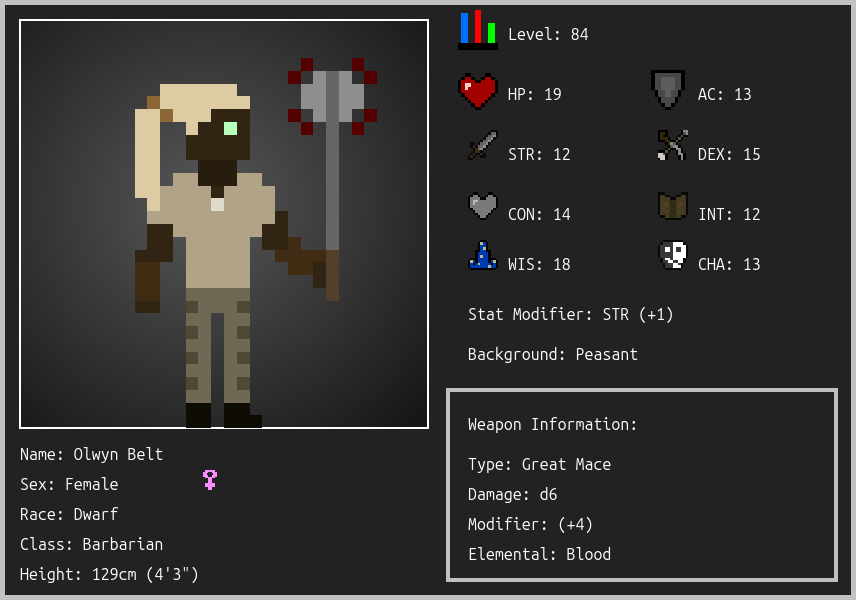 Level: 84
HP: 19
AC: 13
STR: 12
DEX: 15
CON: 14
INT: 12
WIS: 18
CHA: 13
Stat Modifier: STR (+1)
Background: Peasant
Name: Olwyn Belt
Sex: Female
Race: Dwarf
Class: Barbarian
Height: 129cm (4'3")
Weapon Information:
Type: Great Mace
Damage: d6
Modifier: (+4)
Elemental: Blood